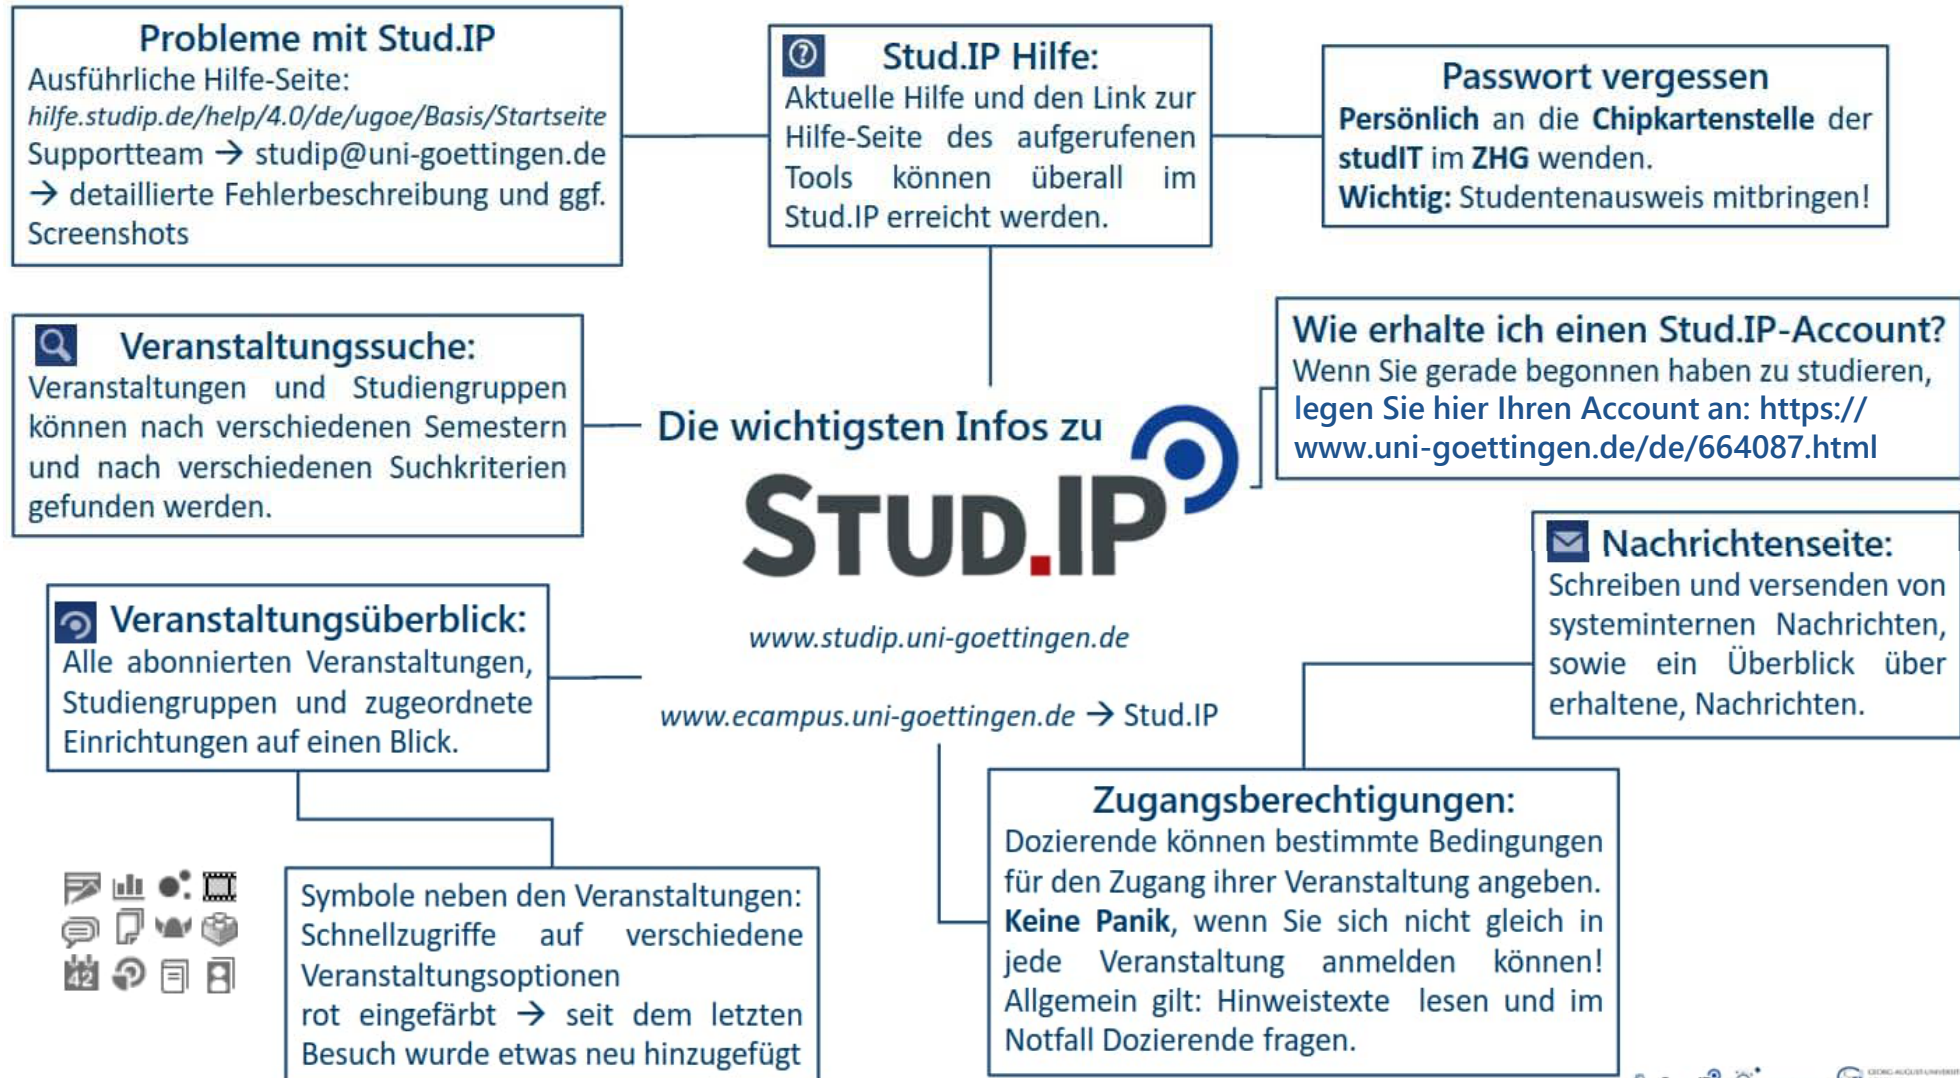 Probleme mit Stud.IP
Ausführliche Hilfe-Seite:
hilfe.studip.de/help/4.0/de/ugoe/Basis/Startseite
Supportteam → studip@uni-goettingen.de
→ detaillierte Fehlerbeschreibung und ggf.
Screenshots
Stud.IP Hilfe:
Aktuelle Hilfe und den Link zur
Hilfe-Seite des aufgerufenen
Tools können überall im
Stud.IP erreicht werden.
Passwort vergessen
Persönlich an die Chipkartenstelle der
studIT im ZHG wenden.
Wichtig: Studentenausweis mitbringen!
Veranstaltungssuche:
Veranstaltungen und Studiengruppen
können nach verschiedenen Semestern
und nach verschiedenen Suchkriterien
gefunden werden.
Die wichtigsten Infos zu
STUD.IP
www.studip.uni-goettingen.de
www.ecampus.uni-goettingen.de → Stud.IP
Wie erhalte ich einen Stud.IP-Account?
Wenn Sie gerade begonnen haben zu studieren,
legen Sie hier Ihren Account an: https://
www.uni-goettingen.de/de/664087.html
Nachrichtenseite:
Schreiben und versenden von
systeminternen Nachrichten,
sowie ein Überblick über
erhaltene, Nachrichten.
Veranstaltungsüberblick:
Alle abonnierten Veranstaltungen,
Studiengruppen und zugeordnete
Einrichtungen auf einen Blick.
Zugangsberechtigungen:
Dozierende können bestimmte Bedingungen
für den Zugang ihrer Veranstaltung angeben.
Keine Panik, wenn Sie sich nicht gleich in
jede Veranstaltung anmelden können!
Allgemein gilt: Hinweistexte lesen und im
Notfall Dozierende fragen.
42
Symbole neben den Veranstaltungen:
Schnellzugriffe auf verschiedene
Veranstaltungsoptionen
rot eingefärbt → seit dem letzten
Besuch wurde etwas neu hinzugefügt